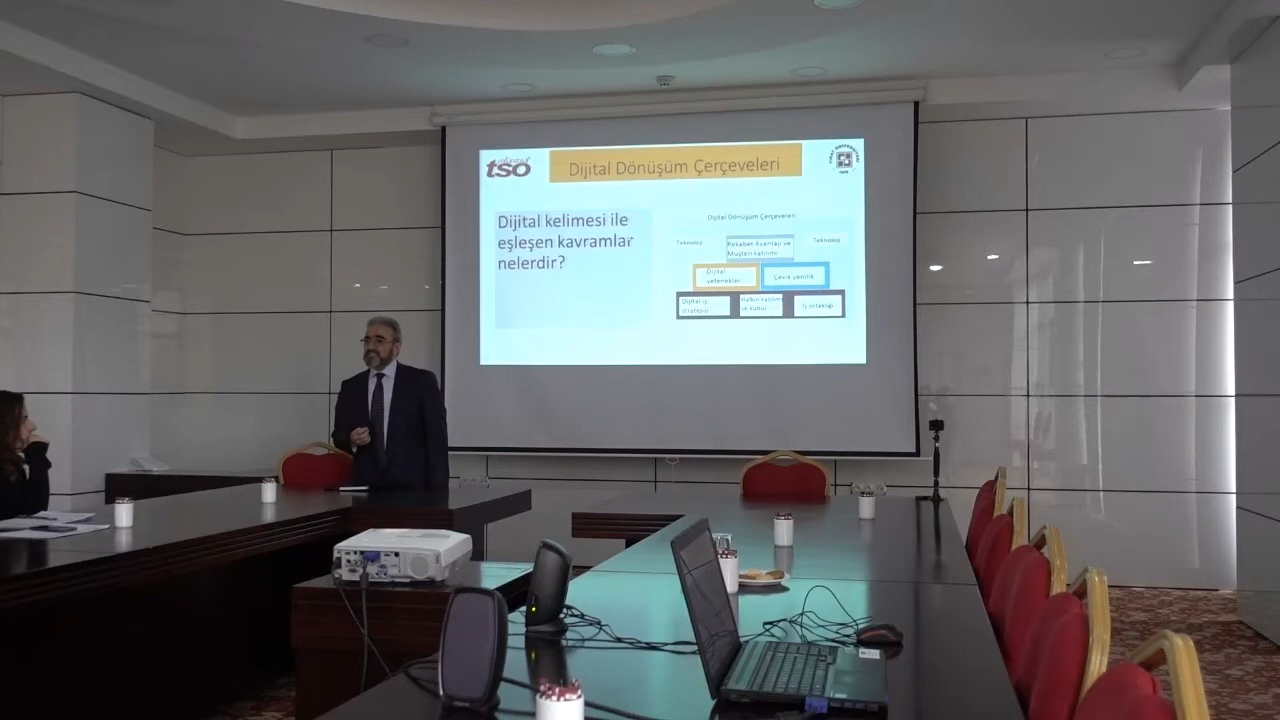 tso
Dijital Dönüşüm Çerçeveleri
Dijital kelimesi ile
eşleşen kavramlar
nelerdir?
Dijital Dönüşüm Çerçeveleri
Teknoloji
Rekabet Avantajı ve
Müşteri katılımı
Teknoloji
Dijital
yetenekler
Çevik yenilik
Dijital iş
stratejisi
Halkın katılımı
ve kültür
İş ortaklığı